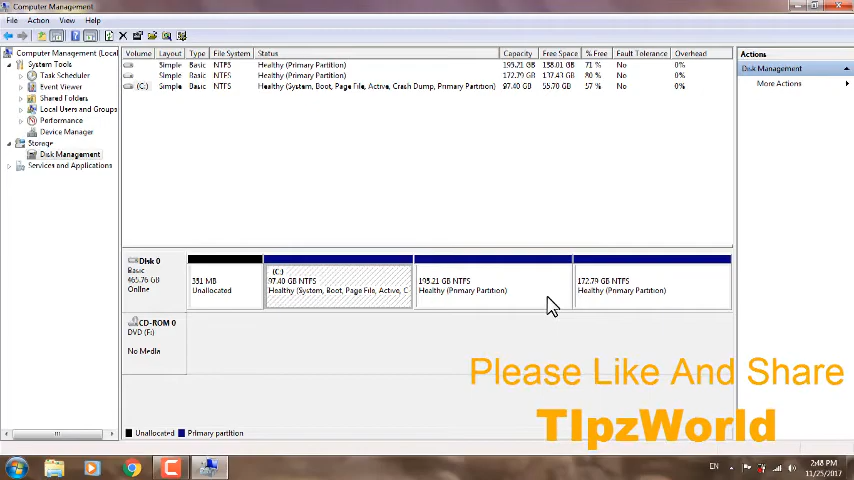 Computer Management
File Action View Help
Computer Management (Local
System Tools
Task Scheduler
Event Viewer
Shared Folders
Local Users and Groups
Performance
Device Manager
Storage
Disk Management
Services and Applications
Volume Layout Type File System Status Capacity Free Space % Free Fault Tolerance Overhead
Simple Basic NTFS Healthy (Primary Partition) 195.21 GB 138.01 GB 71 % No 0%
Simple Basic NTFS Healthy (Primary Partition) 172.79 GB 137.43 GB 80 % No 0%
(C:) Simple Basic NTFS Healthy (System, Boot, Page File, Active, Crash Dump, Primary Partition) 97.40 GB 55.70 GB 57 % No 0%
Actions
Disk Management
More Actions
Disk 0
Basic
465.76 GB
Online
351 MB
Unallocated
(C:)
97.40 GB NTFS
Healthy (System, Boot, Page File, Active, C
195.21 GB NTFS
Healthy (Primary Partition)
172.79 GB NTFS
Healthy (Primary Partition)
CD-ROM 0
DVD (F:)
No Media
Unallocated Primary partition
Please Like And Share
TIpzWorld
EN
2:48 PM
11/25/2017